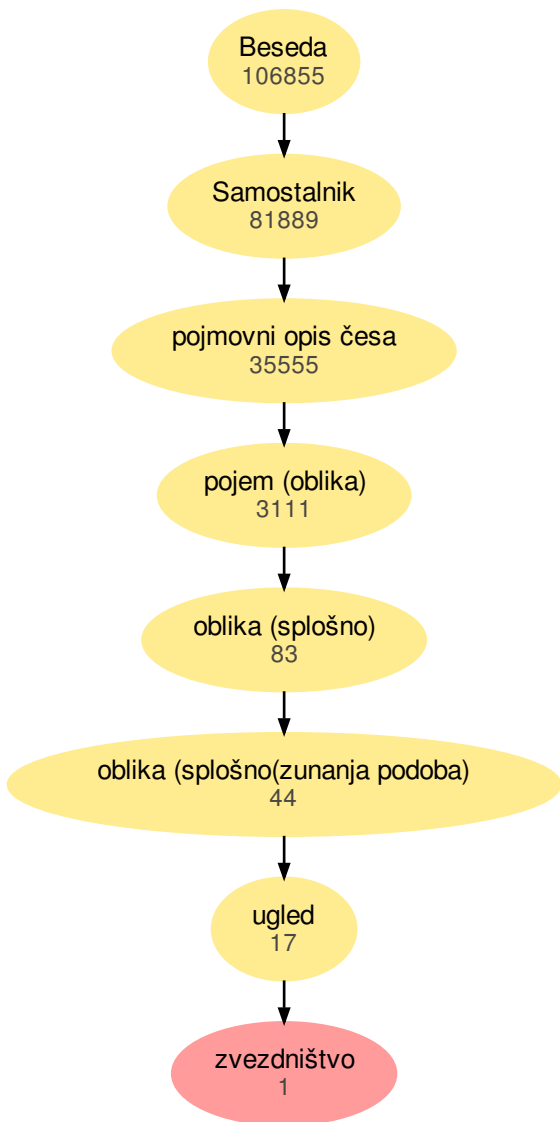 Beseda
106855
Samostalnik
81889
pojmovni opis česa
35555
pojem (oblika)
3111
oblika (splošno)
83
oblika (splošno(zunanja podoba)
44
ugled
17
zvezdništvo
1